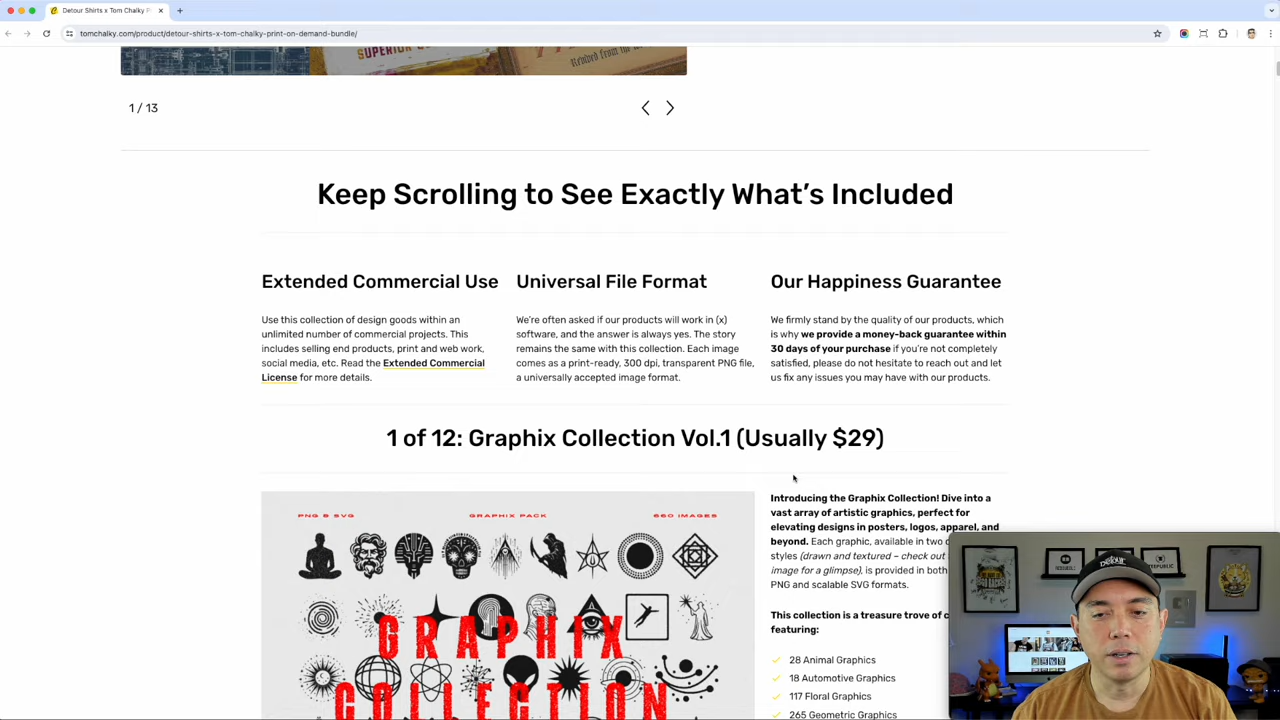 Detour Shirts x Tom Chalky P
tomchalky.com/product/detour-shirts-x-tom-chalky-print-on-demand-bundle/
SUPERIOR
1 / 13
Keep Scrolling to See Exactly What's Included
Extended Commercial Use
Use this collection of design goods within an
unlimited number of commercial projects. This
includes selling end products, print and web work,
social media, etc. Read the Extended Commercial
License for more details.
Universal File Format
We're often asked if our products will work in (x)
software, and the answer is always yes. The story
remains the same with this collection. Each image
comes as a print-ready, 300 dpi, transparent PNG file,
a universally accepted image format.
Our Happiness Guarantee
We firmly stand by the quality of our products, which
is why we provide a money-back guarantee within
30 days of your purchase if you're not completely
satisfied, please do not hesitate to reach out and let
us fix any issues you may have with our products.
1 of 12: Graphix Collection Vol.1 (Usually $29)
PNG & SVG
GRAPHIX PACK
660 IMAGES
GRAPHIX
COLLECTION
Introducing the Graphix Collection! Dive into a
vast array of artistic graphics, perfect for
elevating designs in posters, logos, apparel, and
beyond. Each graphic, available in two
styles (drawn and textured – check out
image for a glimpse), is provided in both
PNG and scalable SVG formats.
This collection is a treasure trove of
featuring:
28 Animal Graphics
18 Automotive Graphics
117 Floral Graphics
265 Geometric Graphics
Detour